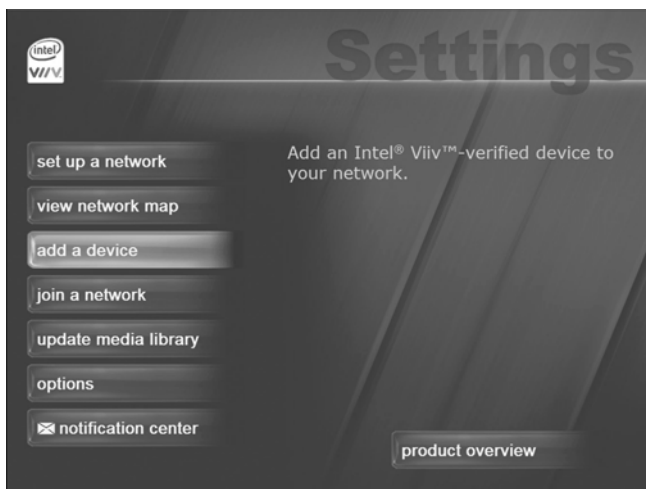 intel
VIIV
Settings
set up a network
view network map
add a device
join a network
update media library
options
notification center
Add an Intel® Viiv™-verified device to
your network.
product overview